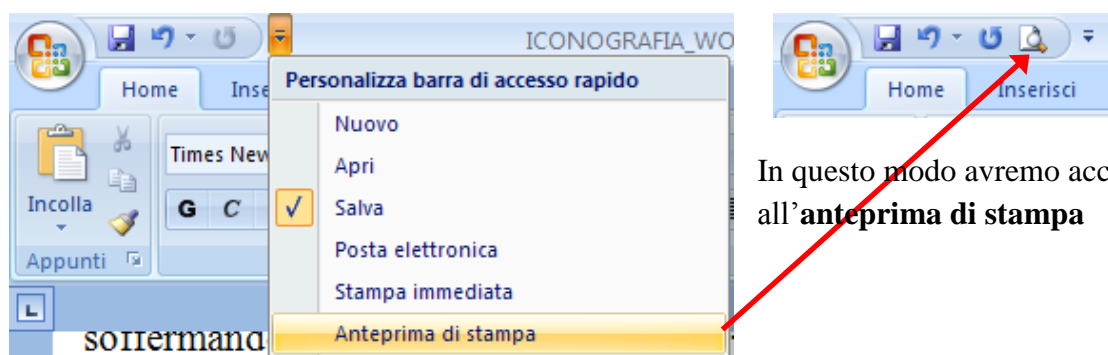 ICONOGRAFIA_WO
Home Inse
Personalizza barra di accesso rapido
Nuovo
Times New
Apri
Incolla
G C
Salva
Posta elettronica
Appunti
Stampa immediata
L
Anteprima di stampa
soffermand
Home Inserisci
In questo modo avremo acc
all’anteprima di stampa